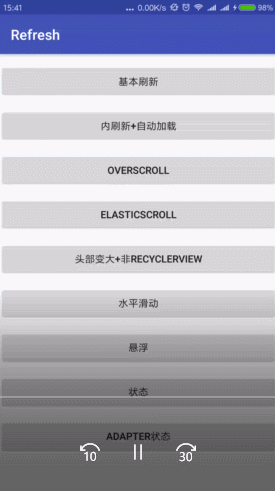 15:41
... 0.00K/s 98%
Refresh
基本刷新
内刷新+自动加载
OVERSCROLL
ELASTICSCROLL
头部变大+非RECYCLERVIEW
水平滑动
悬浮
状态
ADAPTER状态
10
30